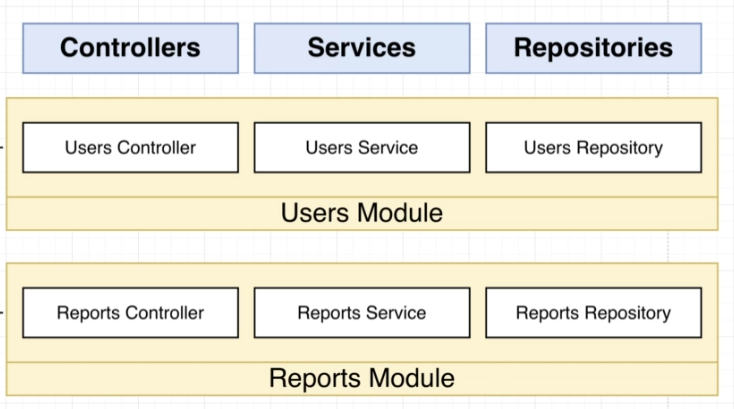 Controllers
Services
Repositories
Users Controller
Users Service
Users Repository
Users Module
Reports Controller
Reports Service
Reports Repository
Reports Module